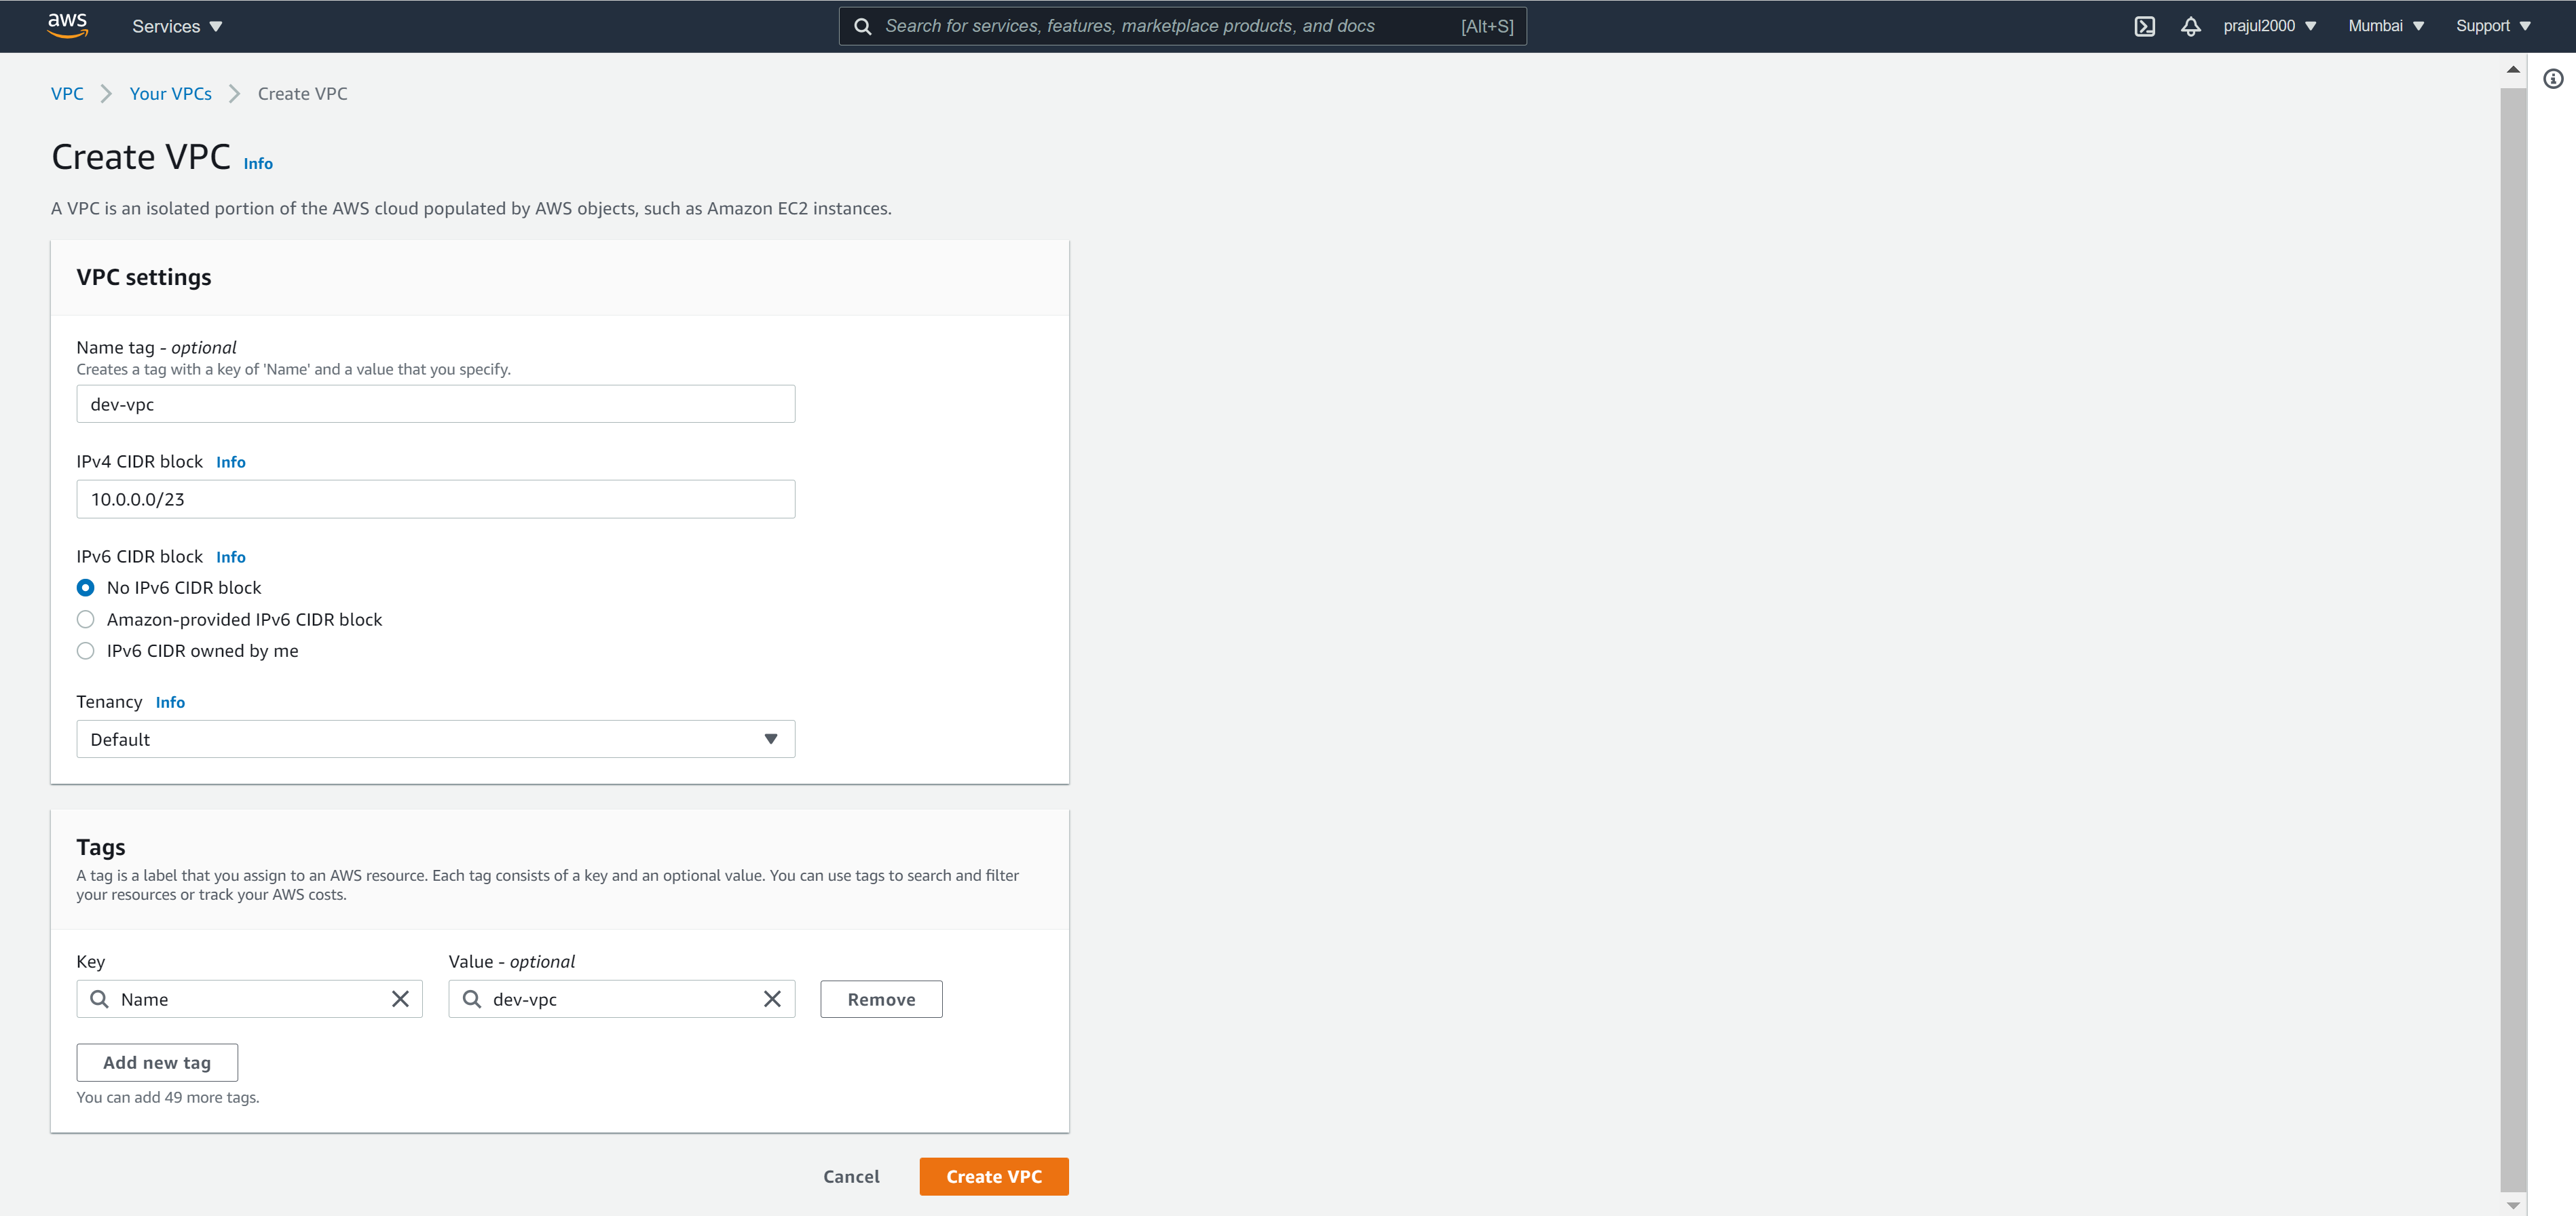 aws Services Search for services, features, marketplace products, and docs [Alt+S] prajul2000 Mumbai Support
VPC Your VPCs Create VPC
Create VPC Info
A VPC is an isolated portion of the AWS cloud populated by AWS objects, such as Amazon EC2 instances.
VPC settings
Name tag - optional
Creates a tag with a key of 'Name' and a value that you specify.
dev-vpc
IPv4 CIDR block Info
10.0.0.0/23
IPv6 CIDR block Info
No IPv6 CIDR block
Amazon-provided IPv6 CIDR block
IPv6 CIDR owned by me
Tenancy Info
Default
Tags
A tag is a label that you assign to an AWS resource. Each tag consists of a key and an optional value. You can use tags to search and filter
your resources or track your AWS costs.
Key Value - optional
Name dev-vpc Remove
Add new tag
You can add 49 more tags.
Cancel Create VPC